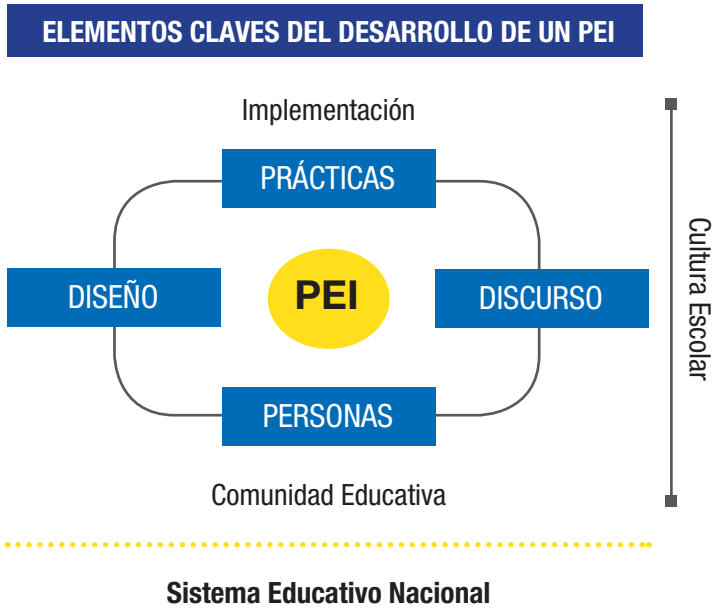 ELEMENTOS CLAVES DEL DESARROLLO DE UN PEI
Implementación
PRÁCTICAS
DISEÑO
PEI
DISCURSO
PERSONAS
Comunidad Educativa
Cultura Escolar
Sistema Educativo Nacional